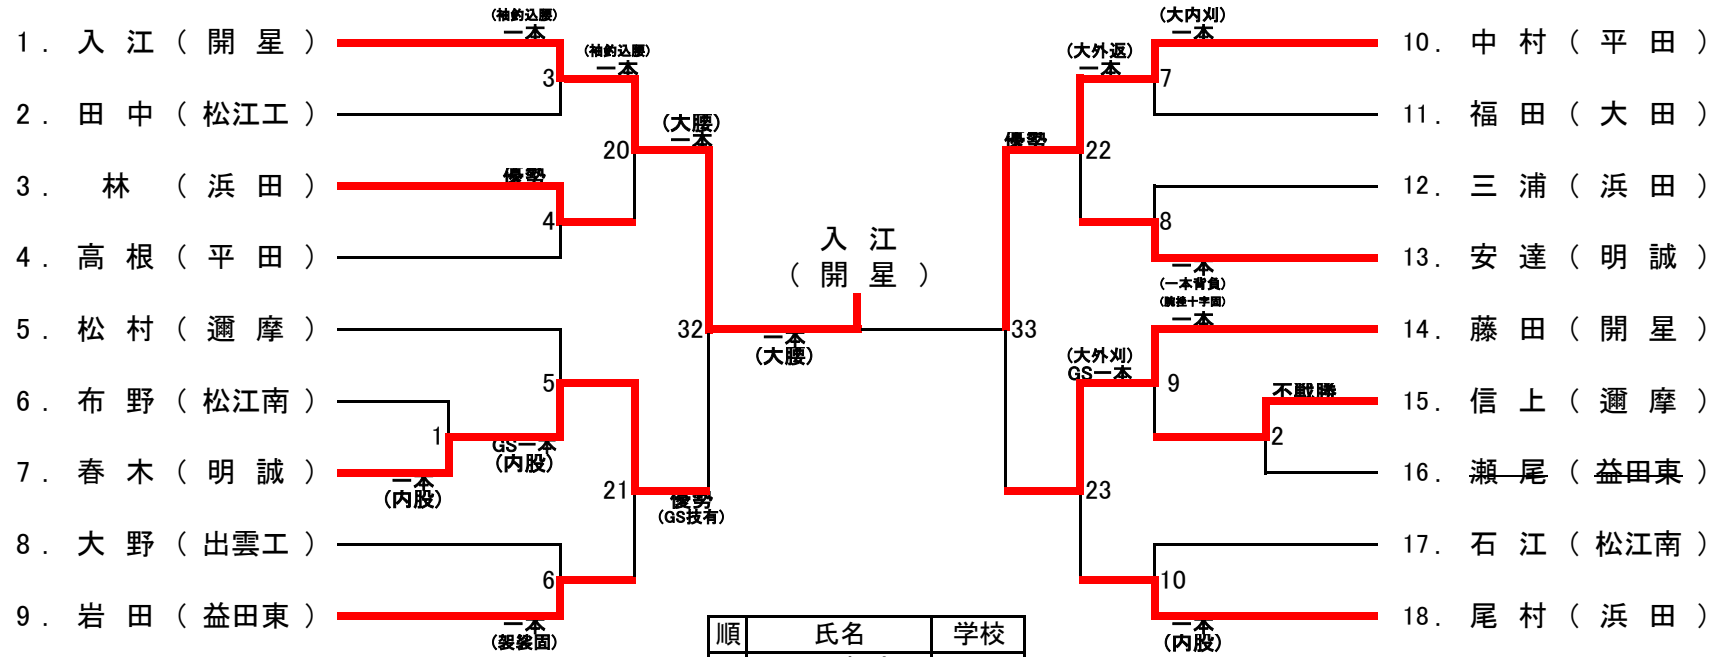 1. 入江(開星)
2. 田中(松江工)
3. 林(浜田)
4. 高根(平田)
5. 松村(邇摩)
6. 布野(松江南)
7. 春木(明誠)
8. 大野(出雲工)
9. 岩田(益田東)
(袖釣込腰)
一本
3
優勢
4
(袖釣込腰)
一本
20
1
一本
(内股)
5
GS一本
(内股)
6
一本
(袈裟固)
21
(大腰)
一本
優勢
(GS技有)
32
入江
(開星)
一本
(大腰)
33
優勢
(大外返)
一本
22
(大内刈)
一本
7
8
一本
(一本背負)
(腕挫十字固)
一本
(大外刈)
GS一本
9
不戦勝
2
23
10
一本
(内股)
10. 中村(平田)
11. 福田(大田)
12. 三浦(浜田)
13. 安達(明誠)
14. 藤田(開星)
15. 信上(邇摩)
16. 瀬尾(益田東)
17. 石江(松江南)
18. 尾村(浜田)
順 氏名 学校